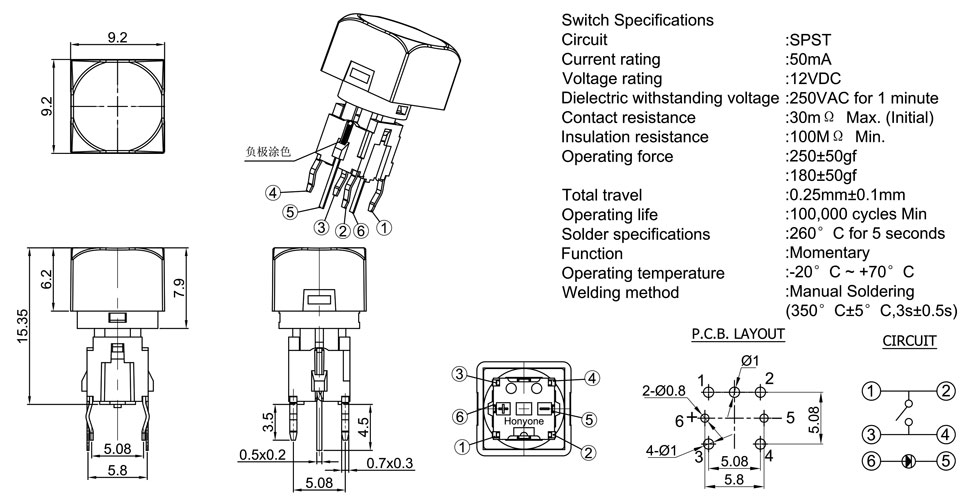 9.2
9.2
负极涂色
④
⑤
③
②
⑥
①
Switch Specifications
Circuit :SPST
Current rating :50mA
Voltage rating :12VDC
Dielectric withstanding voltage :250VAC for 1 minute
Contact resistance :30mΩ Max. (Initial)
Insulation resistance :100MΩ Min.
Operating force :250±50gf
:180±50gf
Total travel :0.25mm±0.1mm
Operating life :100,000 cycles Min
Solder specifications :260° C for 5 seconds
Function :Momentary
Operating temperature :-20° C ~ +70° C
Welding method :Manual Soldering
(350° C±5° C,3s±0.5s)
15.35
6.2
7.9
5.08
5.8
3.5
4.5
0.5x0.2
0.7x0.3
5.08
③
④
⑥
+
−
⑤
Honyone
①
②
P.C.B. LAYOUT
Ø1
1
2
2-Ø0.8
6
+
5
5.08
4-Ø1
3
4
5.08
5.8
CIRCUIT
①
②
③
④
⑥
⑤